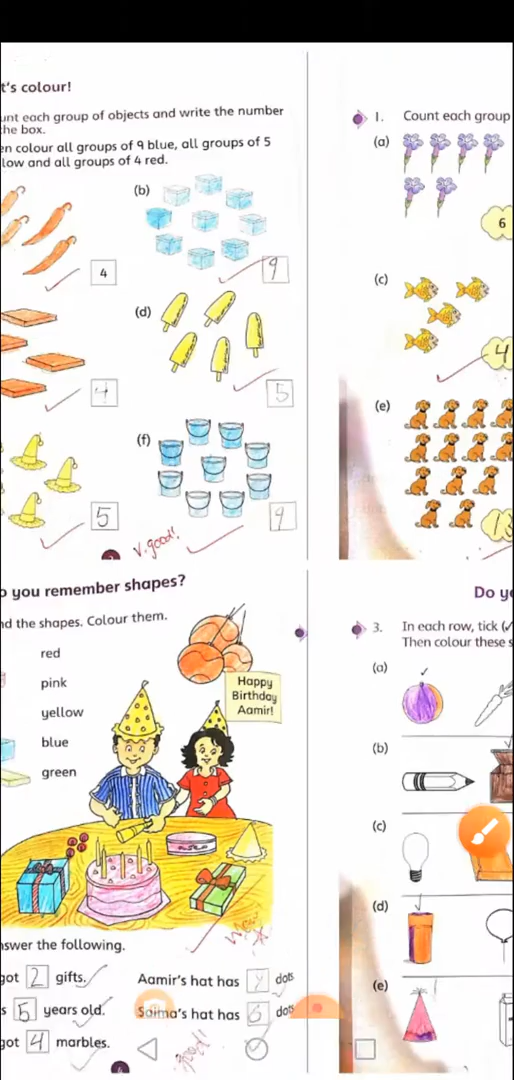 t's colour!
unt each group of objects and write the number
the box.
en colour all groups of 9 blue, all groups of 5
low and all groups of 4 red.
(b)
4
9
(d)
4
5
(f)
5
9
V. good!
1. Count each group
(a)
6
(c)
4
(e)
13
o you remember shapes?
nd the shapes. Colour them.
red
pink
yellow
blue
green
Happy
Birthday
Aamir!
nswer the following.
got 2 gifts.
s 5 years old.
got 4 marbles.
Aamir's hat has dots
Saima's hat has 6 dots
good!
4
Do ye
3. In each row, tick (✓
Then colour these s
(a)
(b)
(c)
(d)
(e)